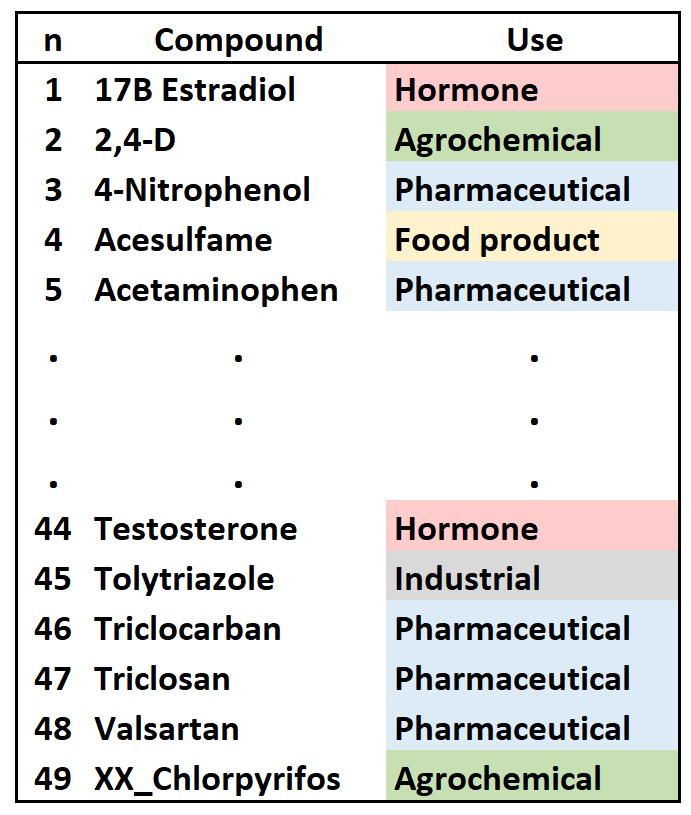 n Compound Use
1 17B Estradiol Hormone
2 2,4-D Agrochemical
3 4-Nitrophenol Pharmaceutical
4 Acesulfame Food product
5 Acetaminophen Pharmaceutical
. . .
. . .
. . .
44 Testosterone Hormone
45 Tolytriazole Industrial
46 Triclocarban Pharmaceutical
47 Triclosan Pharmaceutical
48 Valsartan Pharmaceutical
49 XX_Chlorpyrifos Agrochemical